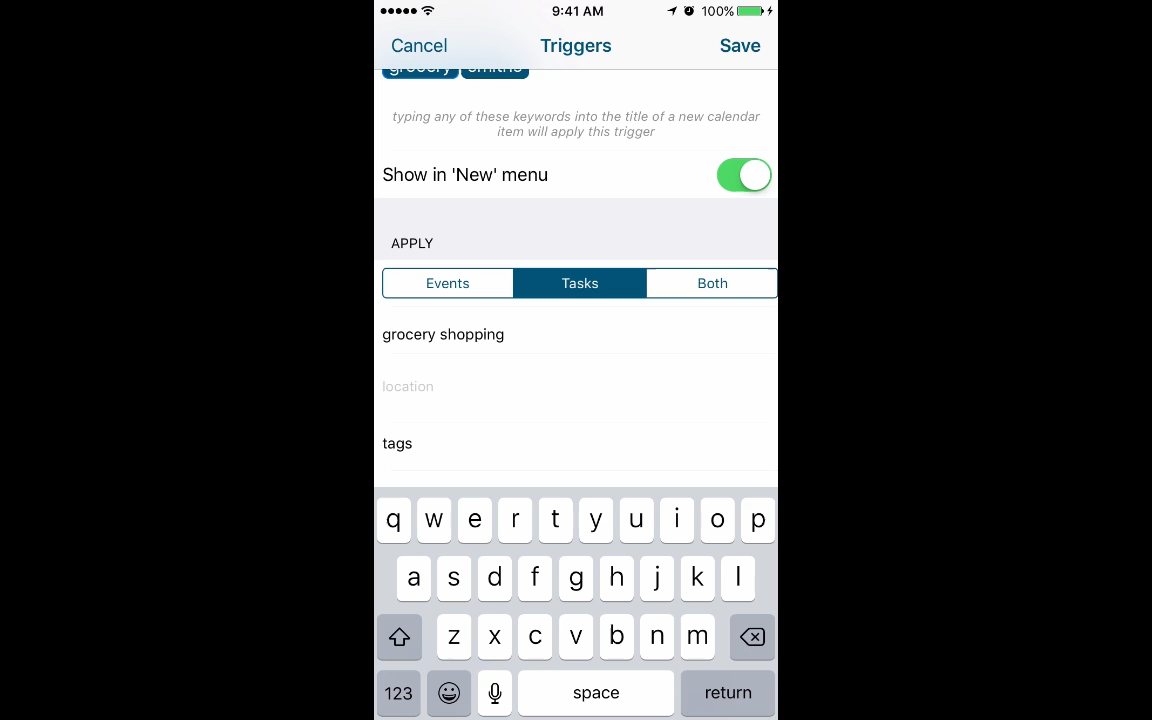 9:41 AM 100%
Cancel Triggers Save
grocery smiths
typing any of these keywords into the title of a new calendar
item will apply this trigger
Show in 'New' menu
APPLY
Events Tasks Both
grocery shopping
location
tags
q w e r t y u i o p
a s d f g h j k l
z x c v b n m
123 space return